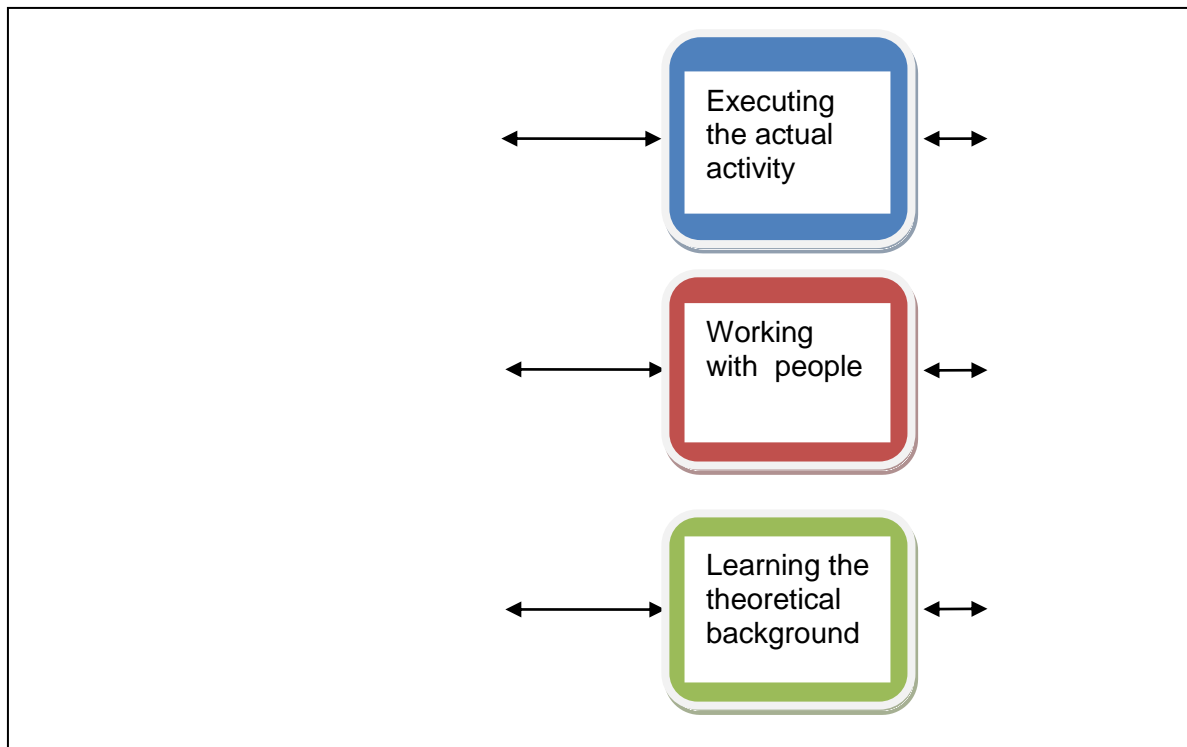 Executing
the actual
activity
Working
with  people
Learning the
theoretical
background